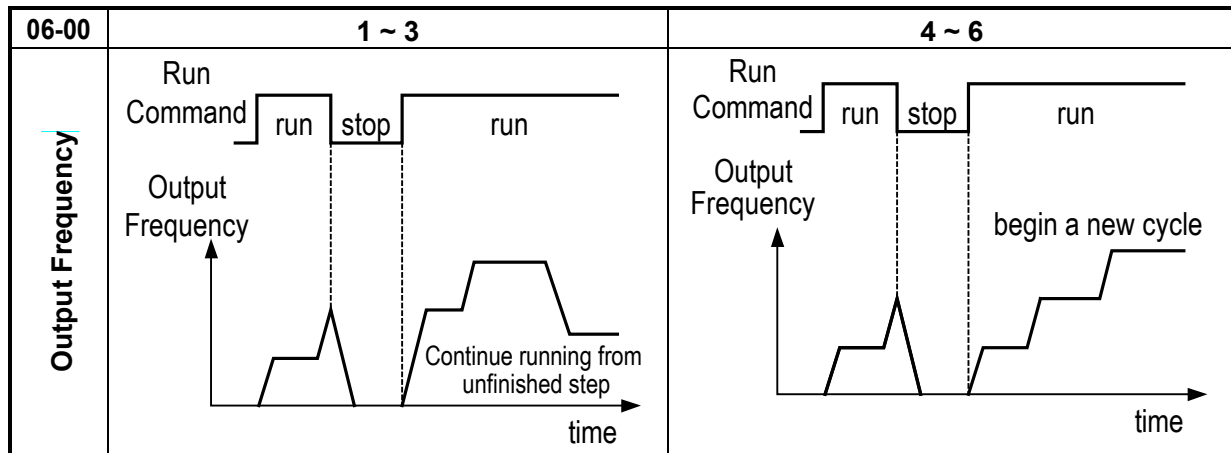 06-00
1 ~ 3
4 ~ 6
Output Frequency
Run
Command
run
stop
run
Output
Frequency
Continue running from
unfinished step
time
Run
Command
run
stop
run
Output
Frequency
begin a new cycle
time